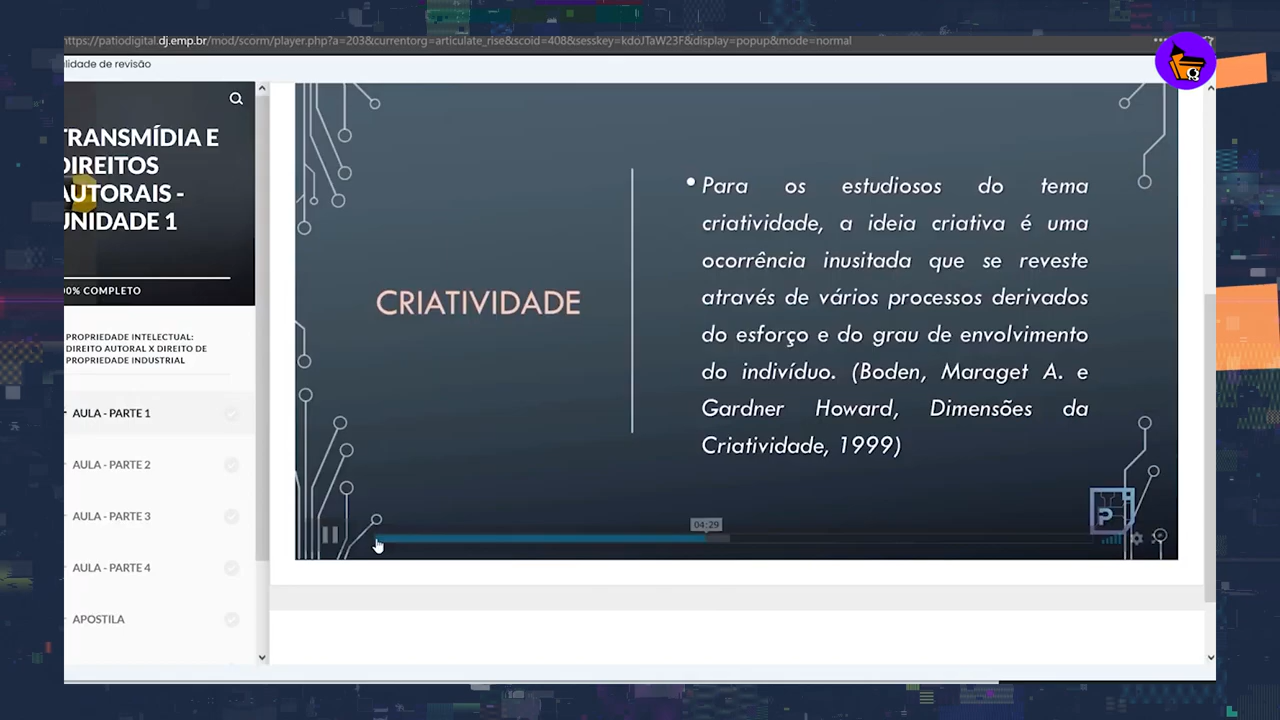 https://patiodigital.dj.emp.br/mod/scorm/player.php?a=203&currentorg=articulate_rise&scoid=408&sesskey=kdoJTaW23F&display=popup&mode=normal
lidade de revisão
TRANSMÍDIA E
DIREITOS
AUTORAIS -
UNIDADE 1
00% COMPLETO
PROPRIEDADE INTELECTUAL:
DIREITO AUTORAL X DIREITO DE
PROPRIEDADE INDUSTRIAL
AULA - PARTE 1
AULA - PARTE 2
AULA - PARTE 3
AULA - PARTE 4
APOSTILA
CRIATIVIDADE
• Para os estudiosos do tema
criatividade, a ideia criativa é uma
ocorrência inusitada que se reveste
através de vários processos derivados
do esforço e do grau de envolvimento
do indivíduo. (Boden, Maraget A. e
Gardner Howard, Dimensões da
Criatividade, 1999)
P
04:29